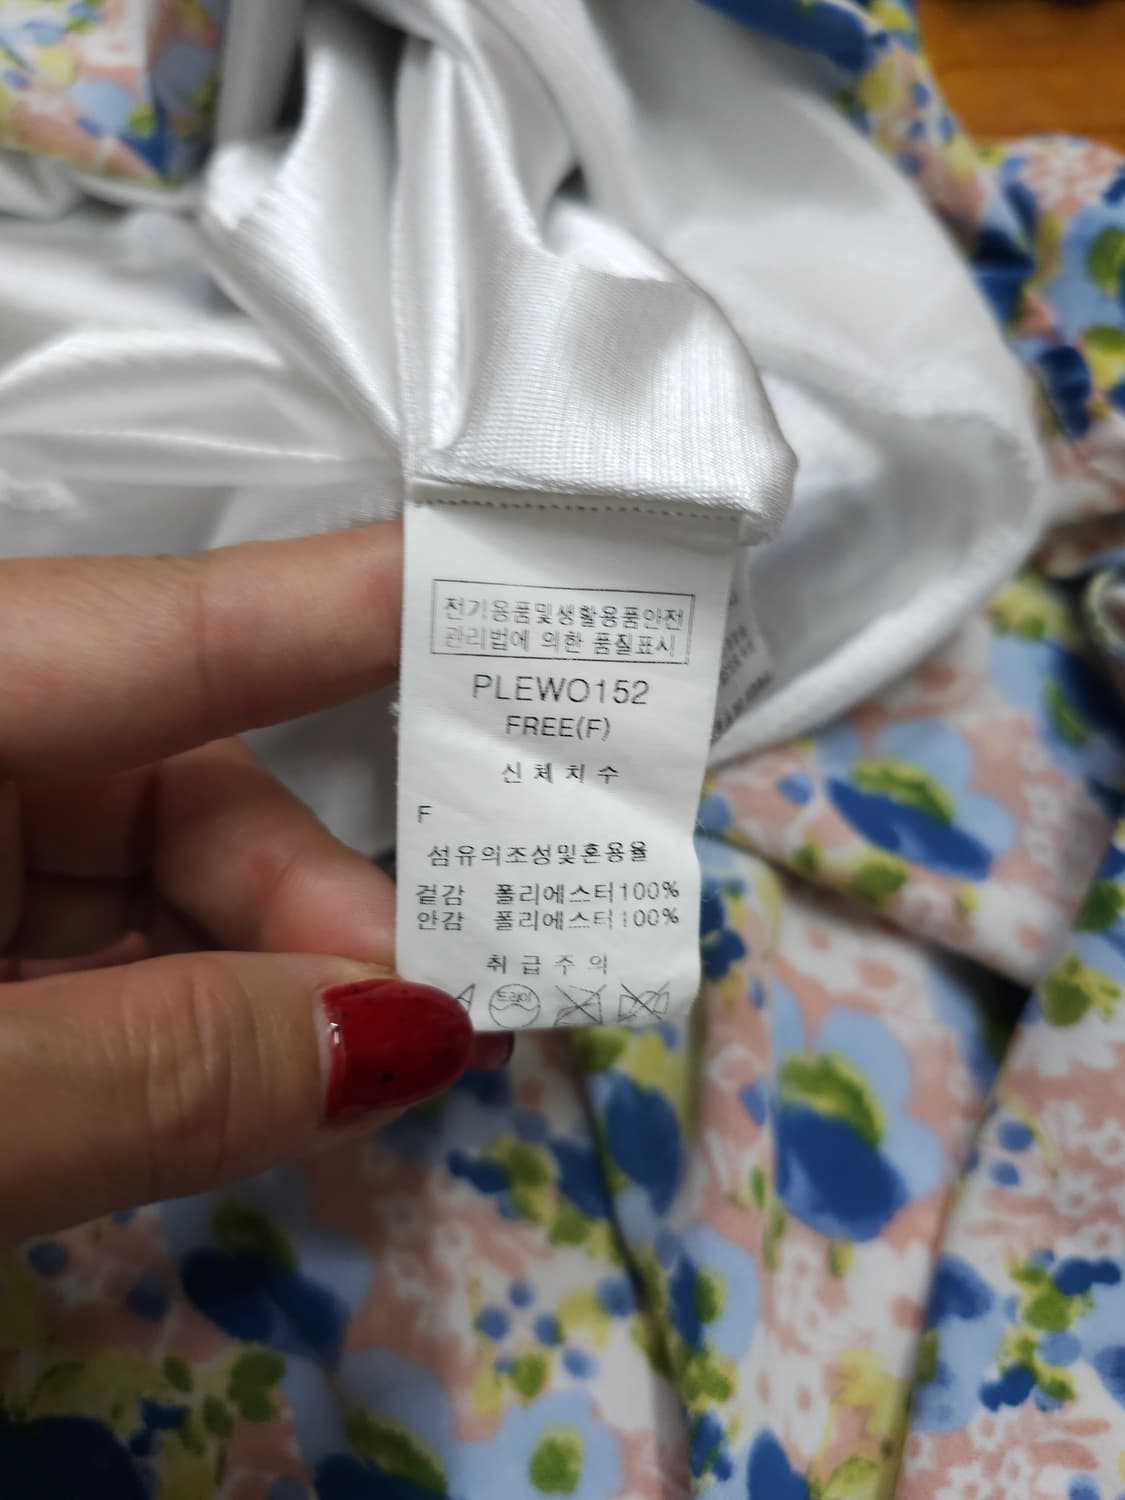 전기용품및생활용품안전
관리법에 의한 품질표시
PLEWO152
FREE(F)
신 체 치 수
F
섬유의조성및혼용율
겉감 폴리에스터100%
안감 폴리에스터100%
취 급 주 의
드라이